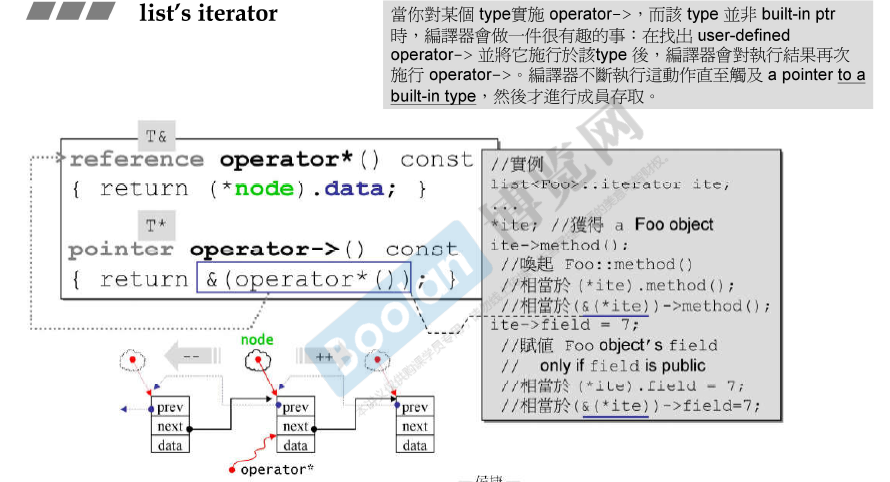 list's iterator
當你對某個 type實施 operator->，而該 type 並非 built-in ptr
時，編譯器會做一件很有趣的事：在找出 user-defined
operator-> 並將它施行於該type 後，編譯器會對執行結果再次
施行 operator->。編譯器不斷執行這動作直至觸及 a pointer to a
built-in type，然後才進行成員存取。
T&
reference operator*() const
{ return (*node).data; }
T*
pointer operator->() const
{ return &(operator*()); }
//實例
list<Foo>::iterator ite;
...
*ite; //獲得 a Foo object
ite->method();
//喚起 Foo::method()
//相當於 (*ite).method();
//相當於(&(*ite))->method();
ite->field = 7;
//賦值 Foo object's field
// only if field is public
//相當於 (*ite).field = 7;
//相當於(&(*ite))->field=7;
node
--
++
prev
next
data
prev
next
data
prev
next
data
operator*
Boolan
博览网
— 侯捷 —